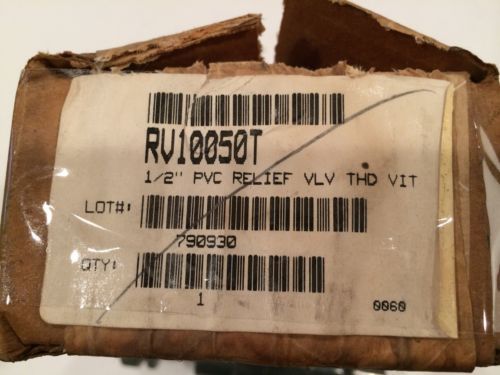 RV10050T
1/2" PVC RELIEF VLV THD VIT
LOT#:
790930
QTY:
1
0060